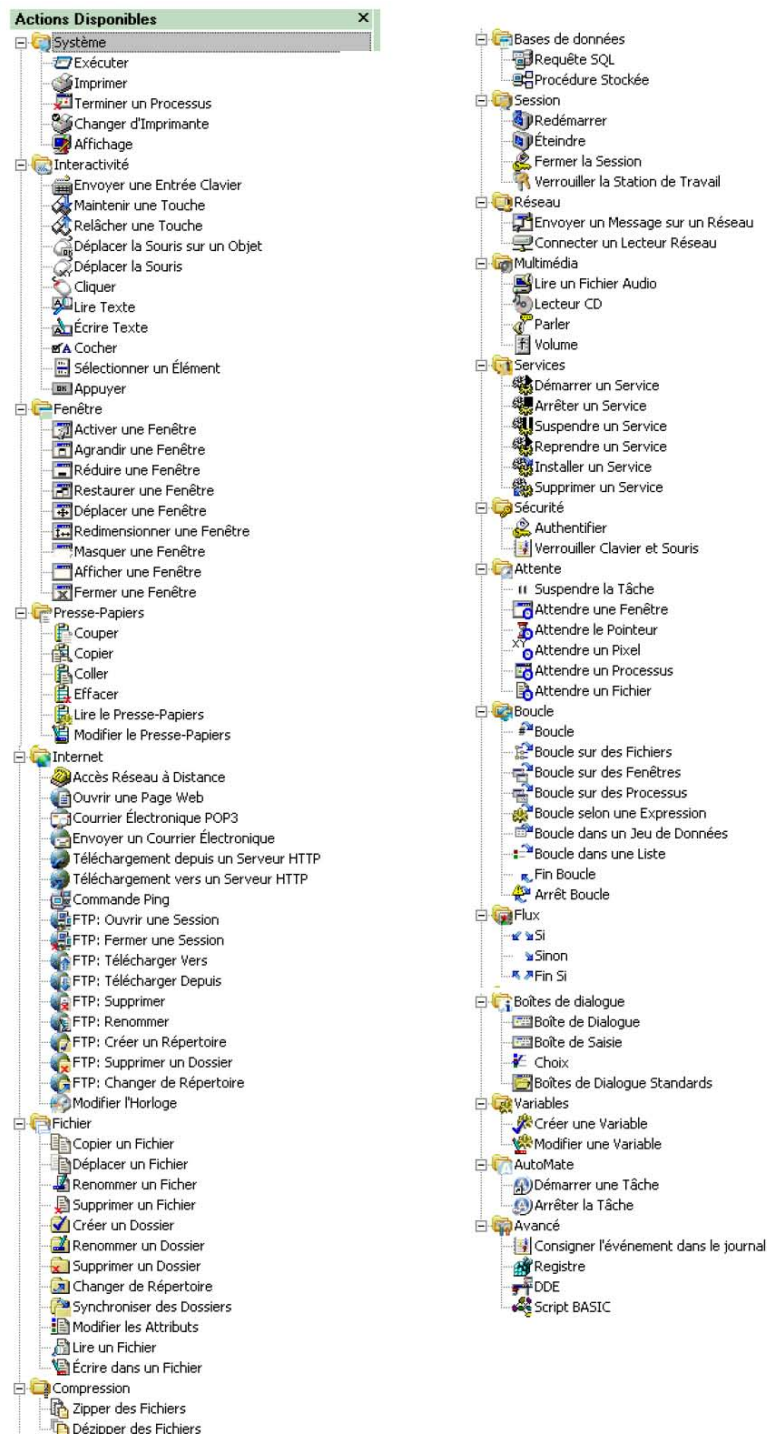 Actions Disponibles
Système
Exécuter
Imprimer
Terminer un Processus
Changer d'Imprimante
Affichage
Interactivité
Envoyer une Entrée Clavier
Maintenir une Touche
Relâcher une Touche
Déplacer la Souris sur un Objet
Déplacer la Souris
Cliquer
Lire Texte
Écrire Texte
Cocher
Sélectionner un Élément
Appuyer
Fenêtre
Activer une Fenêtre
Agrandir une Fenêtre
Réduire une Fenêtre
Restaurer une Fenêtre
Déplacer une Fenêtre
Redimensionner une Fenêtre
Masquer une Fenêtre
Afficher une Fenêtre
Fermer une Fenêtre
Presse-Papiers
Couper
Copier
Coller
Effacer
Lire le Presse-Papiers
Modifier le Presse-Papiers
Internet
Accès Réseau à Distance
Ouvrir une Page Web
Courrier Électronique POP3
Envoyer un Courrier Électronique
Téléchargement depuis un Serveur HTTP
Téléchargement vers un Serveur HTTP
Commande Ping
FTP: Ouvrir une Session
FTP: Fermer une Session
FTP: Télécharger Vers
FTP: Télécharger Depuis
FTP: Supprimer
FTP: Renommer
FTP: Créer un Répertoire
FTP: Supprimer un Dossier
FTP: Changer de Répertoire
Modifier l'Horloge
Fichier
Copier un Fichier
Déplacer un Fichier
Renommer un Ficher
Supprimer un Fichier
Créer un Dossier
Renommer un Dossier
Supprimer un Dossier
Changer de Répertoire
Synchroniser des Dossiers
Modifier les Attributs
Lire un Fichier
Écrire dans un Fichier
Compression
Zipper des Fichiers
Dézipper des Fichiers
Bases de données
Requête SQL
Procédure Stockée
Session
Redémarrer
Éteindre
Fermer la Session
Verrouiller la Station de Travail
Réseau
Envoyer un Message sur un Réseau
Connecter un Lecteur Réseau
Multimédia
Lire un Fichier Audio
Lecteur CD
Parler
Volume
Services
Démarrer un Service
Arrêter un Service
Suspendre un Service
Reprendre un Service
Installer un Service
Supprimer un Service
Sécurité
Authentifier
Verrouiller Clavier et Souris
Attente
Suspendre la Tâche
Attendre une Fenêtre
Attendre le Pointeur
Attendre un Pixel
Attendre un Processus
Attendre un Fichier
Boucle
Boucle
Boucle sur des Fichiers
Boucle sur des Fenêtres
Boucle sur des Processus
Boucle selon une Expression
Boucle dans un Jeu de Données
Boucle dans une Liste
Fin Boucle
Arrêt Boucle
Flux
Si
Sinon
Fin Si
Boîtes de dialogue
Boîte de Dialogue
Boîte de Saisie
Choix
Boîtes de Dialogue Standards
Variables
Créer une Variable
Modifier une Variable
AutoMate
Démarrer une Tâche
Arrêter la Tâche
Avancé
Consigner l'événement dans le journal
Registre
DDE
Script BASIC